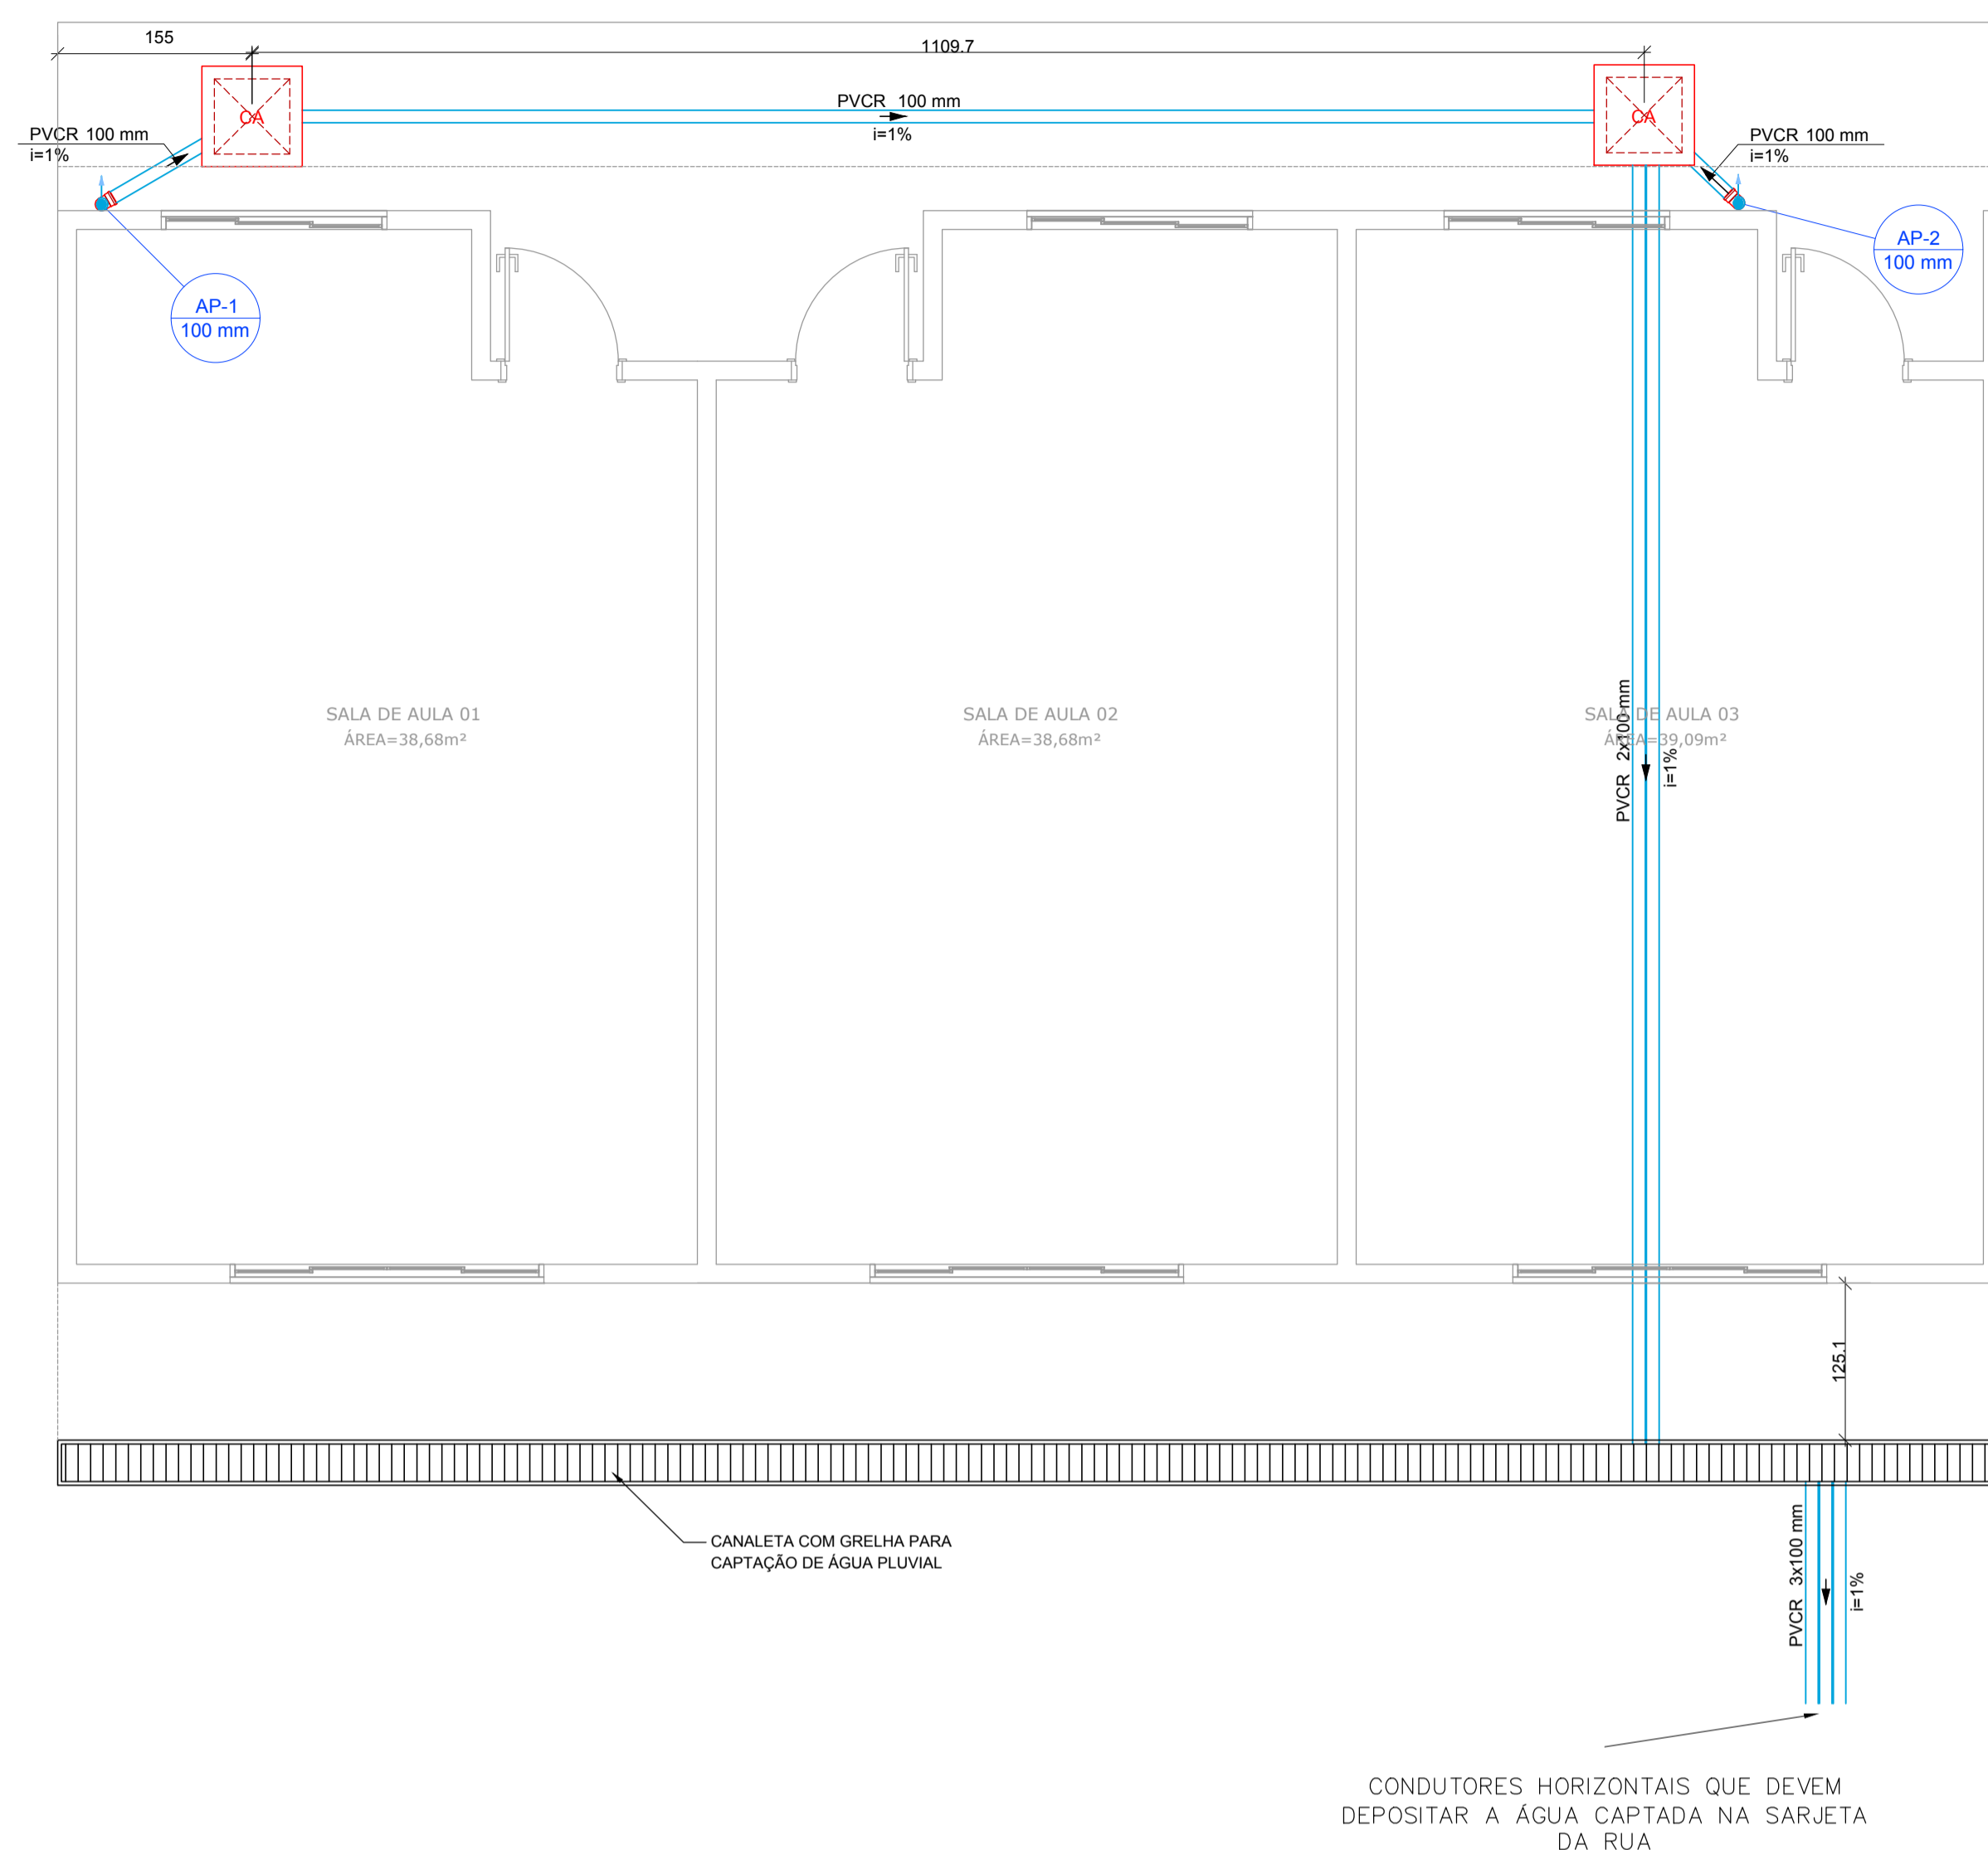 155
1109.7
CA
PVCR 100 mm
i=1%
CA
PVCR 100 mm
i=1%
PVCR 100 mm
i=1%
AP-2
100 mm
AP-1
100 mm
SALA DE AULA 01
ÁREA=38,68m²
SALA DE AULA 02
ÁREA=38,68m²
SALA DE AULA 03
ÁREA=39,09m²
PVCR 2x100 mm
i=1%
125.1
CANALETA COM GRELHA PARA
CAPTAÇÃO DE ÁGUA PLUVIAL
PVCR 3x100 mm
i=1%
CONDUTORES HORIZONTAIS QUE DEVEM
DEPOSITAR A ÁGUA CAPTADA NA SARJETA
DA RUA